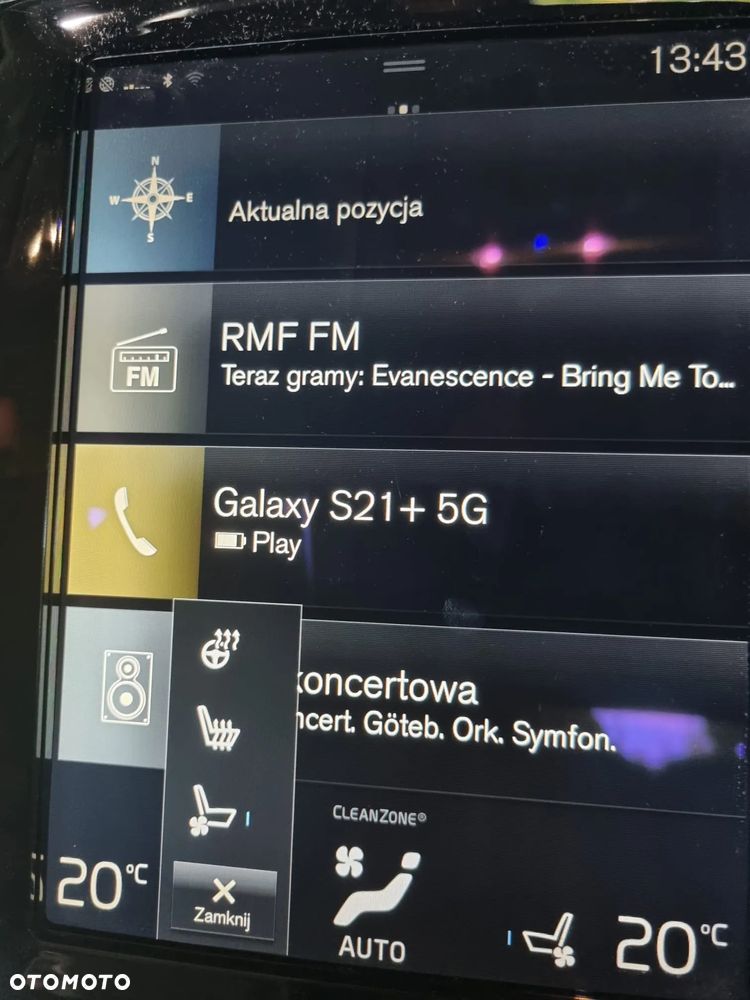 13:43
N
W E
S
Aktualna pozycja
RMF FM
Teraz gramy: Evanescence - Bring Me To...
FM
Galaxy S21+ 5G
Play
koncertowa
ncert. Göteb. Ork. Symfon.
CLEANZONE®
20°C
Zamknij
AUTO
20°C
OTOMOTO